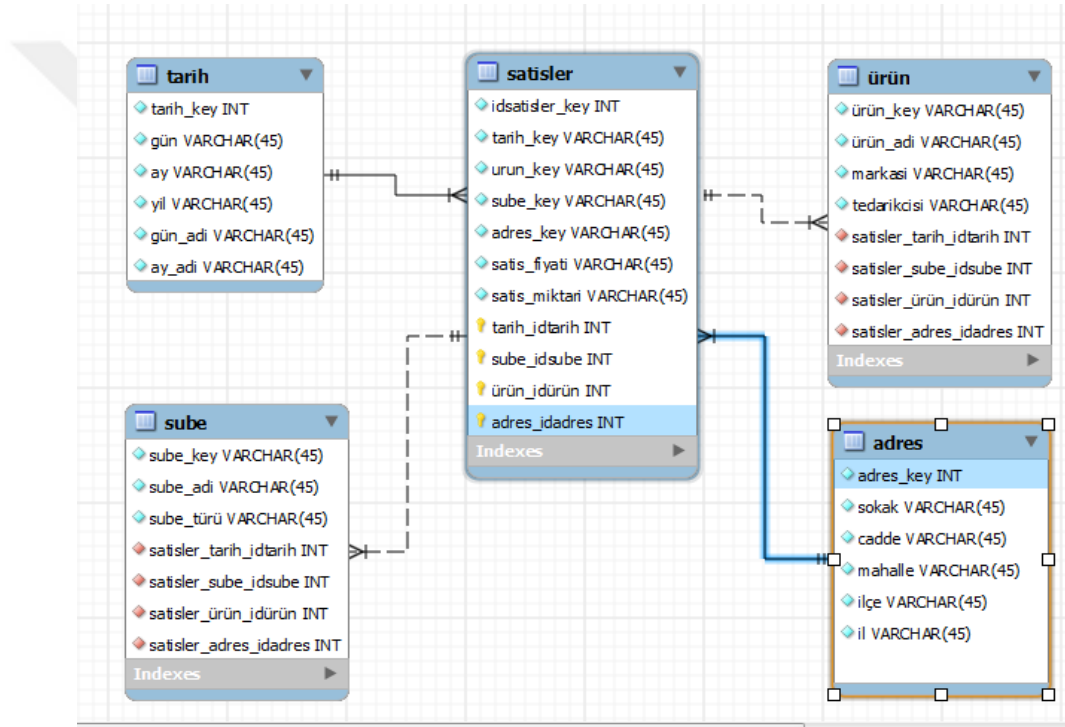 tarih
tarih_key INT
gün VARCHAR(45)
ay VARCHAR(45)
yil VARCHAR(45)
gün_adi VARCHAR(45)
ay_adi VARCHAR(45)
satisler
idsatisler_key INT
tarih_key VARCHAR(45)
urun_key VARCHAR(45)
sube_key VARCHAR(45)
adres_key VARCHAR(45)
satis_fiyati VARCHAR(45)
satis_miktari VARCHAR(45)
tarih_idtarih INT
sube_idsube INT
ürün_idürün INT
adres_idadres INT
Indexes
ürün
ürün_key VARCHAR(45)
ürün_adi VARCHAR(45)
markasi VARCHAR(45)
tedarikcisi VARCHAR(45)
satisler_tarih_idtarih INT
satisler_sube_idsube INT
satisler_ürün_idürün INT
satisler_adres_idadres INT
Indexes
sube
sube_key VARCHAR(45)
sube_adi VARCHAR(45)
sube_türü VARCHAR(45)
satisler_tarih_idtarih INT
satisler_sube_idsube INT
satisler_ürün_idürün INT
satisler_adres_idadres INT
Indexes
adres
adres_key INT
sokak VARCHAR(45)
cadde VARCHAR(45)
mahalle VARCHAR(45)
ilçe VARCHAR(45)
il VARCHAR(45)